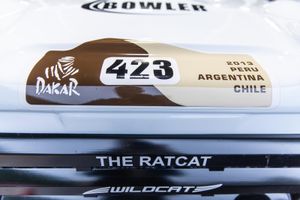 BOWLER
DAKAR
423
2013
PERU
ARGENTINA
CHILE
THE RATCAT
WILDCAT